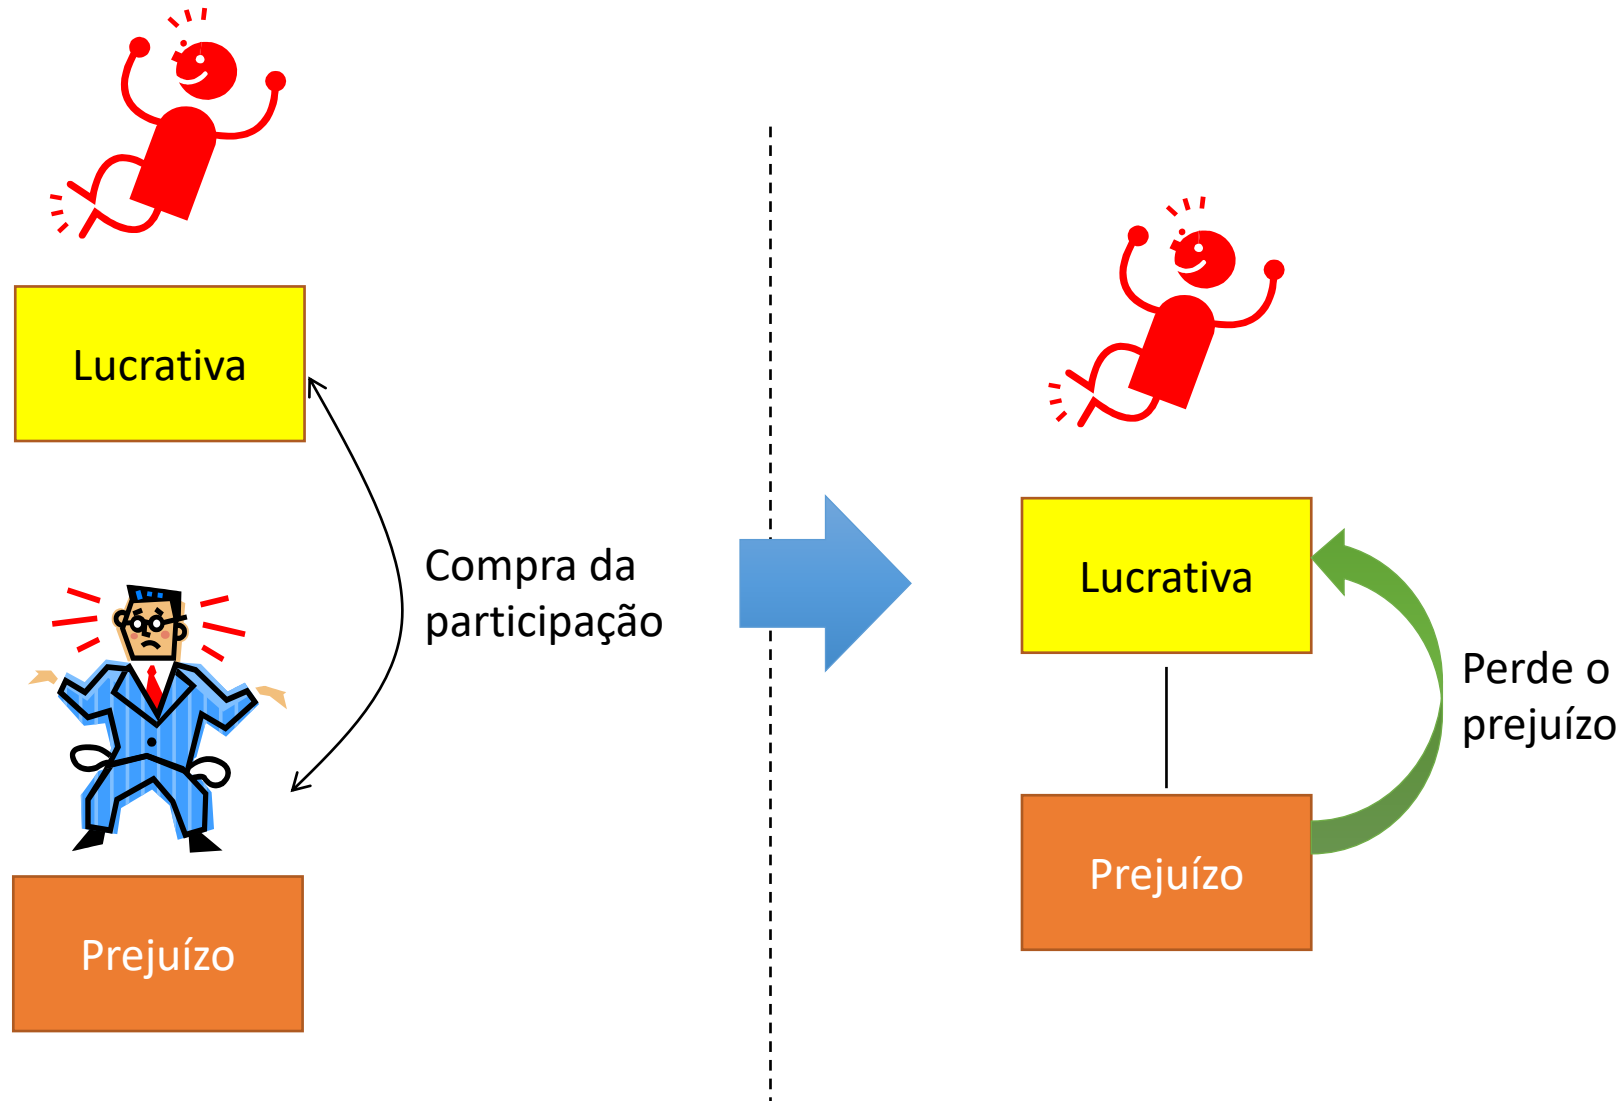 Lucrativa
Compra da
participação
Prejuízo
Lucrativa
Perde o
prejuízo
Prejuízo